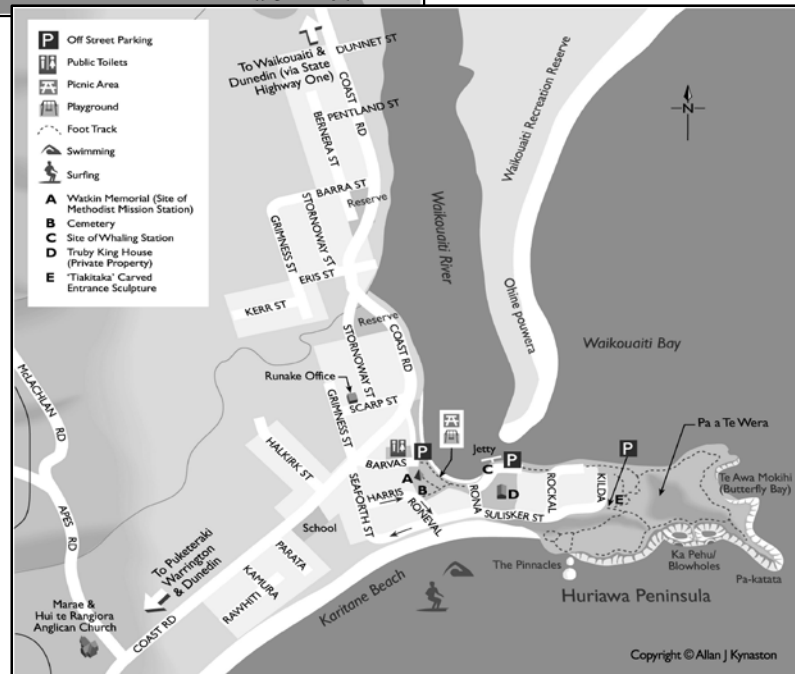 P Off Street Parking
Public Toilets
Picnic Area
Playground
Foot Track
Swimming
Surfing
A Watkin Memorial (Site of
Methodist Mission Station)
B Cemetery
C Site of Whaling Station
D Truby King House
(Private Property)
E 'Tiakitaka' Carved
Entrance Sculpture
To Waikouaiti &
Dunedin (via State
Highway One)
DUNNET ST
COAST RD
PENTLAND ST
BERNERA ST
BARRA ST
Reserve
STORNOWAY ST
GRIMNESS ST
ERIS ST
KERR ST
Waikouaiti River
Waikouaiti Recreation Reserve
Ohine pouwera
N
Waikouaiti Bay
Reserve
STORNOWAY ST
COAST RD
Runake Office
SCARP ST
GRIMNESS ST
McLACHLAN RD
HALKIRK ST
BARVAS
P
Jetty
C
P
P
Pa a Te Wera
A
B
HARRIS
SEAFORTH ST
RONEVAL
RONA
D
ROCKAL
KILDA
E
SULISKER ST
Te Awa Mokihi
(Butterfly Bay)
APES RD
School
To Puketeraki
Warrington
& Dunedin
PARATA
KAMURA
RAWHITI
Karitane Beach
The Pinnacles
Ka Pehu/
Blowholes
Pa-katata
Huriawa Peninsula
Marae &
Hui te Rangiora
Anglican Church
COAST RD
Copyright © Allan J Kynaston